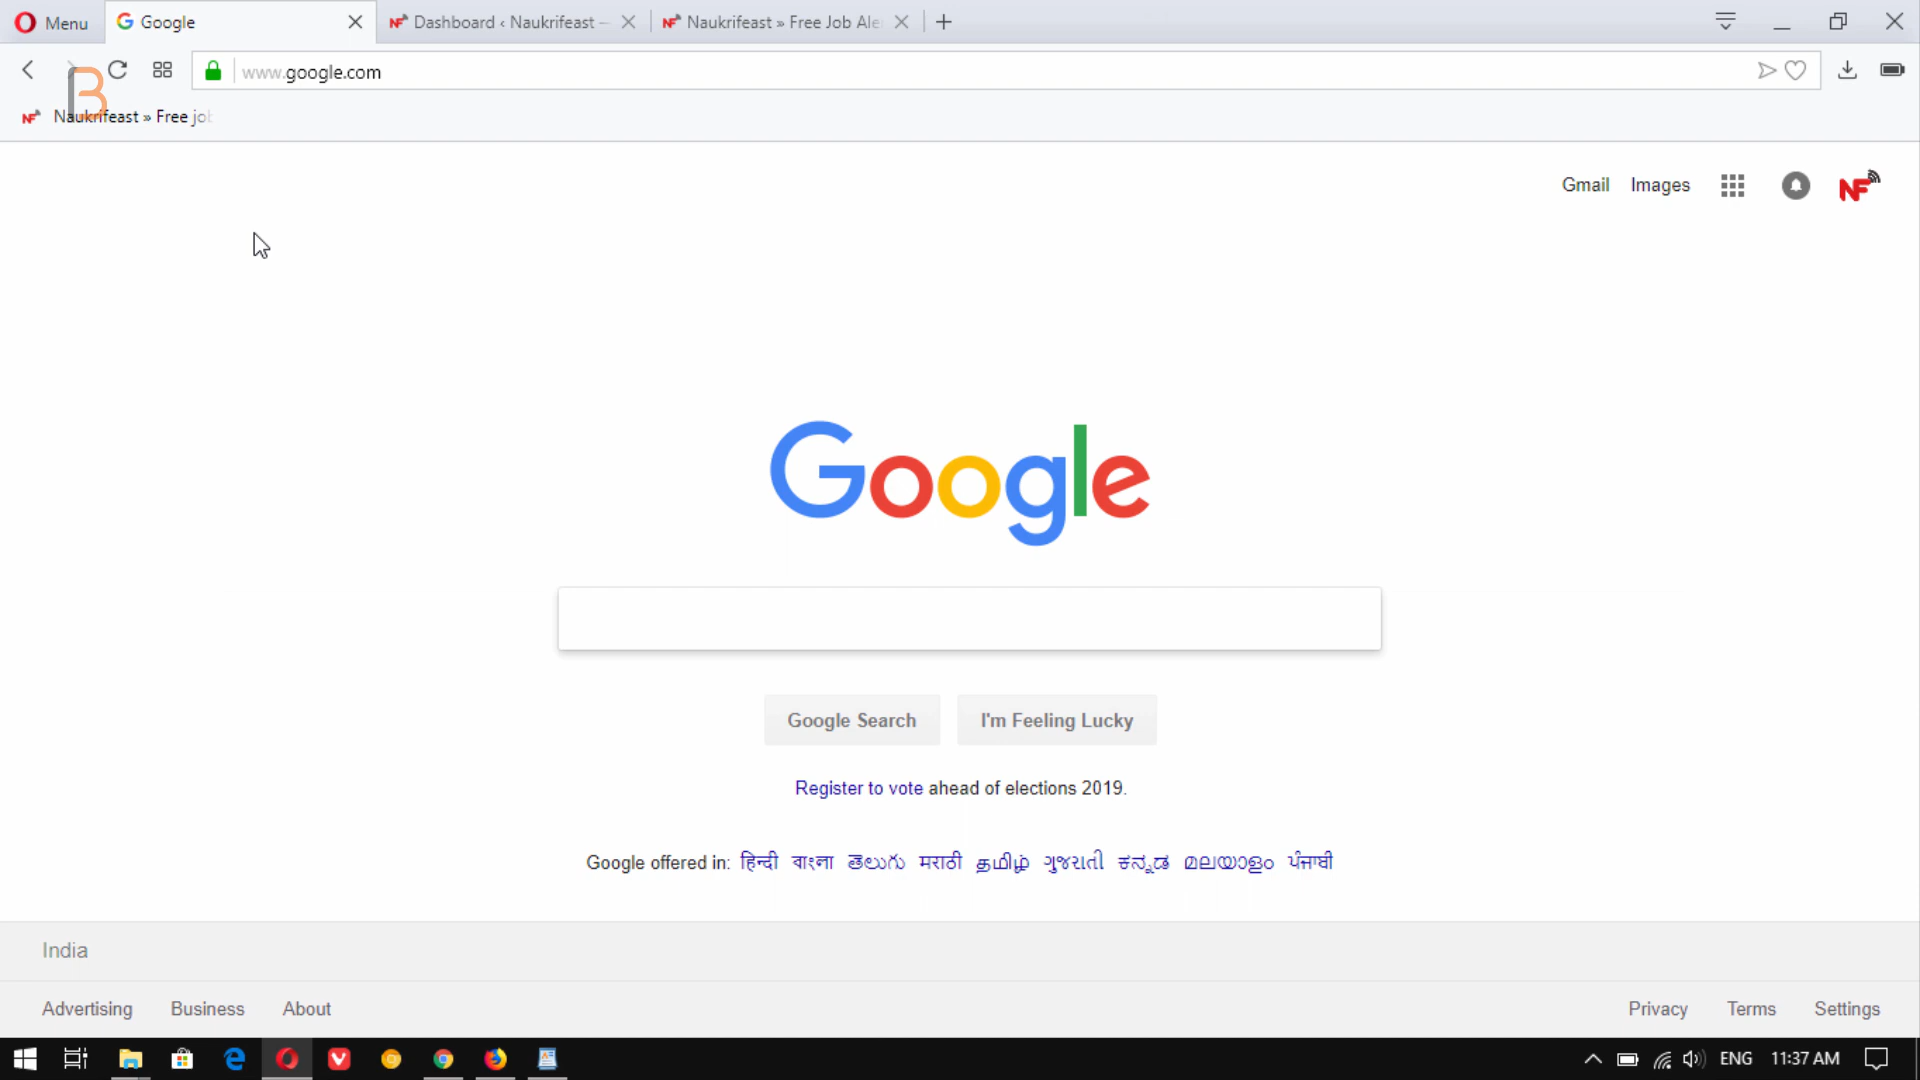 Menu
Google
Dashboard ‹ Naukrifeast —
Naukrifeast » Free Job Ale
www.google.com
Naukrifeast » Free job
Gmail
Images
NF
Google
Google Search
I'm Feeling Lucky
Register to vote ahead of elections 2019.
Google offered in: हिन्दी বাংলা తెలుగు मराठी தமிழ் ગુજરાતી ಕನ್ನಡ മലയാളം ਪੰਜਾਬੀ
India
Advertising
Business
About
Privacy
Terms
Settings
ENG
11:37 AM